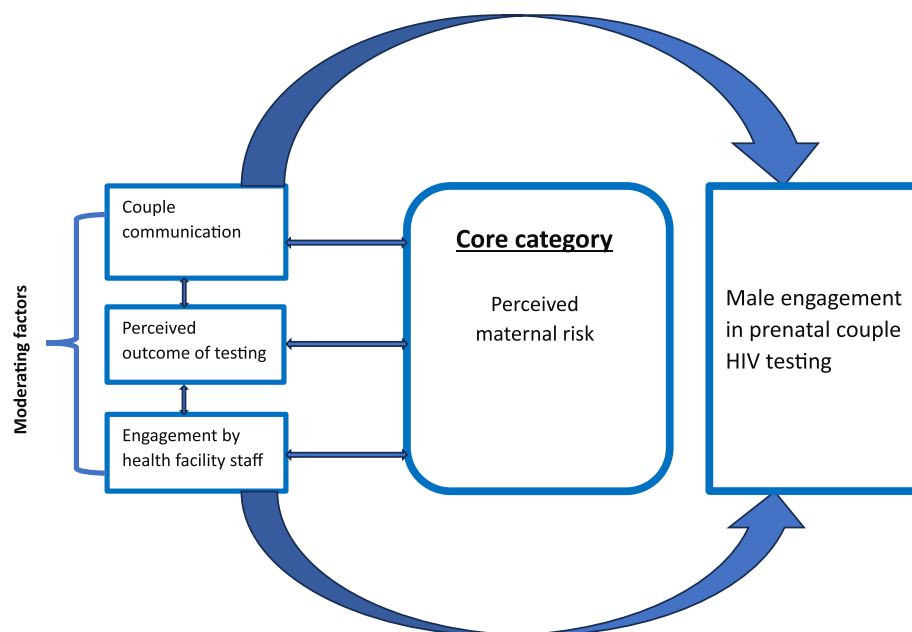 Moderating factors
Couple
communication
Perceived
outcome of testing
Engagement by
health facility staff
Core category
Perceived
maternal risk
Male engagement
in prenatal couple
HIV testing